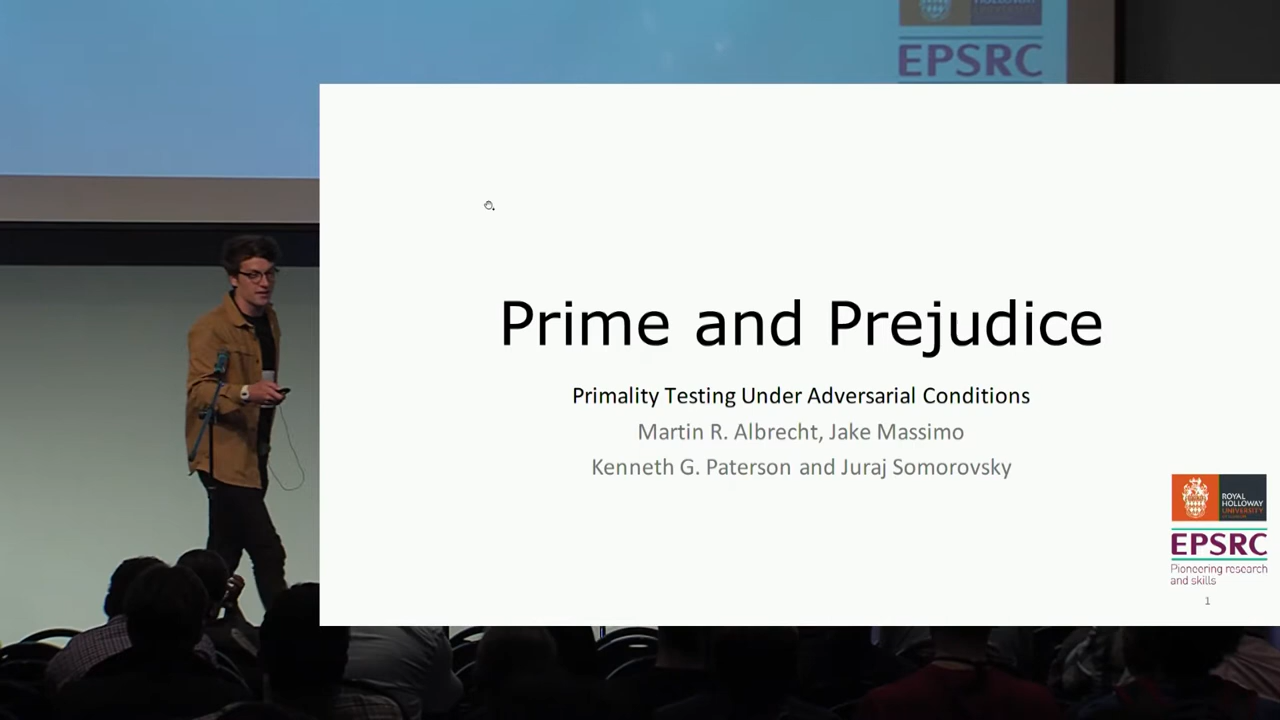 EPSRC
Prime and Prejudice
Primality Testing Under Adversarial Conditions
Martin R. Albrecht, Jake Massimo
Kenneth G. Paterson and Juraj Somorovsky
ROYAL
HOLLOWAY
UNIVERSITY
EPSRC
Pioneering research
and skills
1